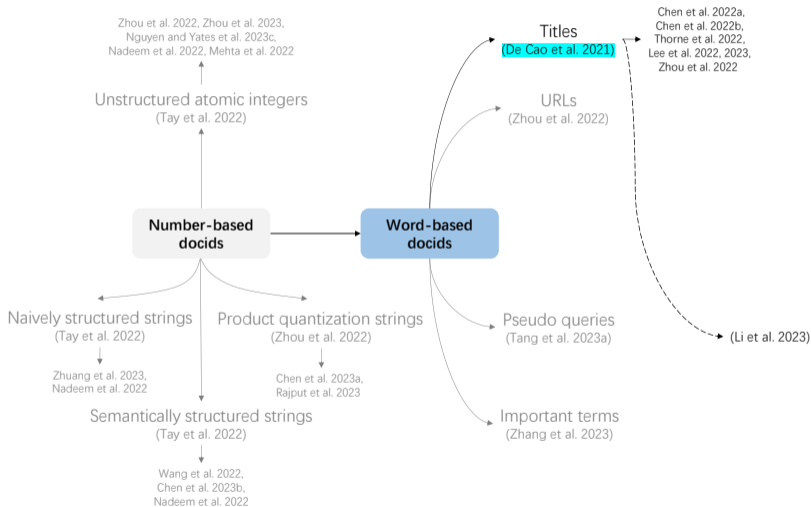 Zhou et al. 2022, Zhou et al. 2023,
Nguyen and Yates et al. 2023c,
Nadeem et al. 2022, Mehta et al. 2022
Unstructured atomic integers
(Tay et al. 2022)
Number-based
docids
Naively structured strings
(Tay et al. 2022)
Zhuang et al. 2023,
Nadeem et al. 2022
Product quantization strings
(Zhou et al. 2022)
Chen et al. 2023a,
Rajput et al. 2023
Semantically structured strings
(Tay et al. 2022)
Wang et al. 2022,
Chen et al. 2023b,
Nadeem et al. 2022
Word-based
docids
Titles
(De Cao et al. 2021)
Chen et al. 2022a,
Chen et al. 2022b,
Thorne et al. 2022,
Lee et al. 2022, 2023,
Zhou et al. 2022
URLs
(Zhou et al. 2022)
Pseudo queries
(Tang et al. 2023a)
(Li et al. 2023)
Important terms
(Zhang et al. 2023)